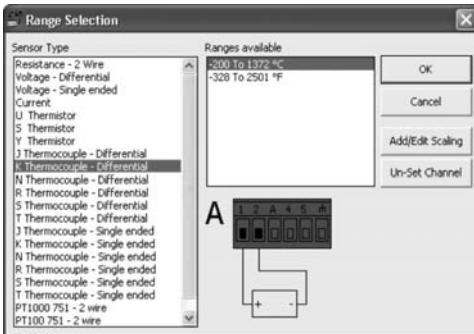 Range Selection
Sensor Type
Resistance - 2 Wire
Voltage - Differential
Voltage - Single ended
Current
U Thermistor
S Thermistor
Y Thermistor
J Thermocouple - Differential
K Thermocouple - Differential
N Thermocouple - Differential
R Thermocouple - Differential
S Thermocouple - Differential
T Thermocouple - Differential
J Thermocouple - Single ended
K Thermocouple - Single ended
N Thermocouple - Single ended
R Thermocouple - Single ended
S Thermocouple - Single ended
T Thermocouple - Single ended
PT1000 751 - 2 wire
PT100 751 - 2 wire
Ranges available
-200 To 1372 °C
-328 To 2501 °F
OK
Cancel
Add/Edit Scaling
Un-Set Channel
A
1 2 A 4 5
+ -